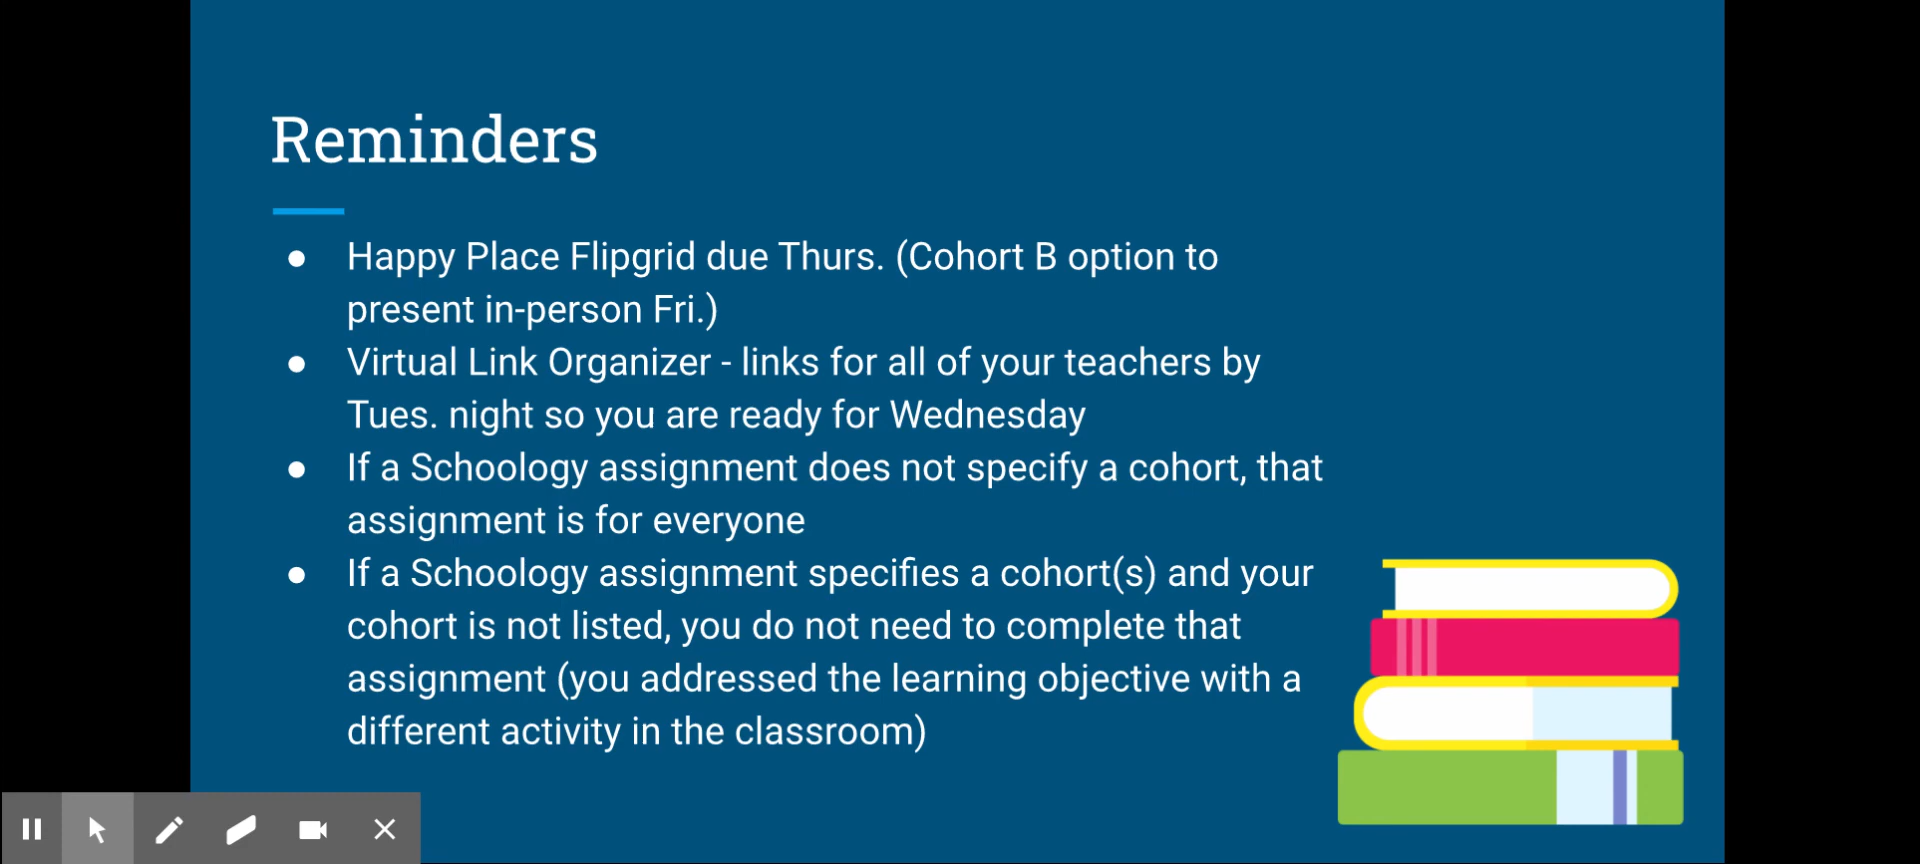 Reminders
● Happy Place Flipgrid due Thurs. (Cohort B option to
present in-person Fri.)
● Virtual Link Organizer - links for all of your teachers by
Tues. night so you are ready for Wednesday
● If a Schoology assignment does not specify a cohort, that
assignment is for everyone
● If a Schoology assignment specifies a cohort(s) and your
cohort is not listed, you do not need to complete that
assignment (you addressed the learning objective with a
different activity in the classroom)